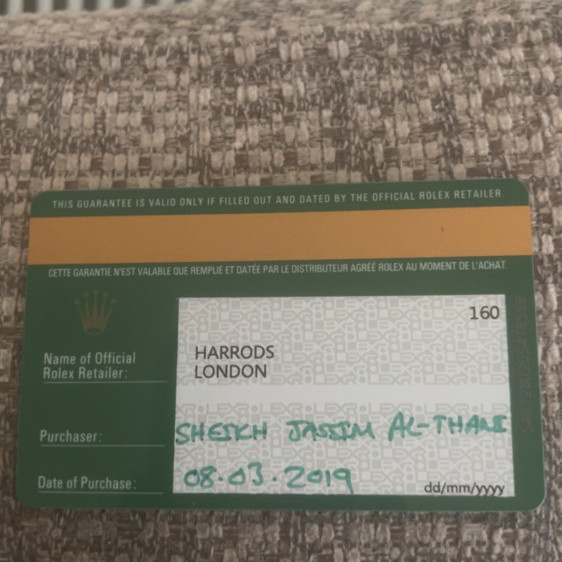 THIS GUARANTEE IS VALID ONLY IF FILLED OUT AND DATED BY THE OFFICIAL ROLEX RETAILER.
CETTE GARANTIE N'EST VALABLE QUE REMPLIE ET DATÉE PAR LE DISTRIBUTEUR AGRÉÉ ROLEX AU MOMENT DE L'ACHAT.
160
Name of Official
Rolex Retailer:
HARRODS
LONDON
Purchaser: SHEIKH JASSIM AL-THANI
Date of Purchase: 08.03.2019 dd/mm/yyyy